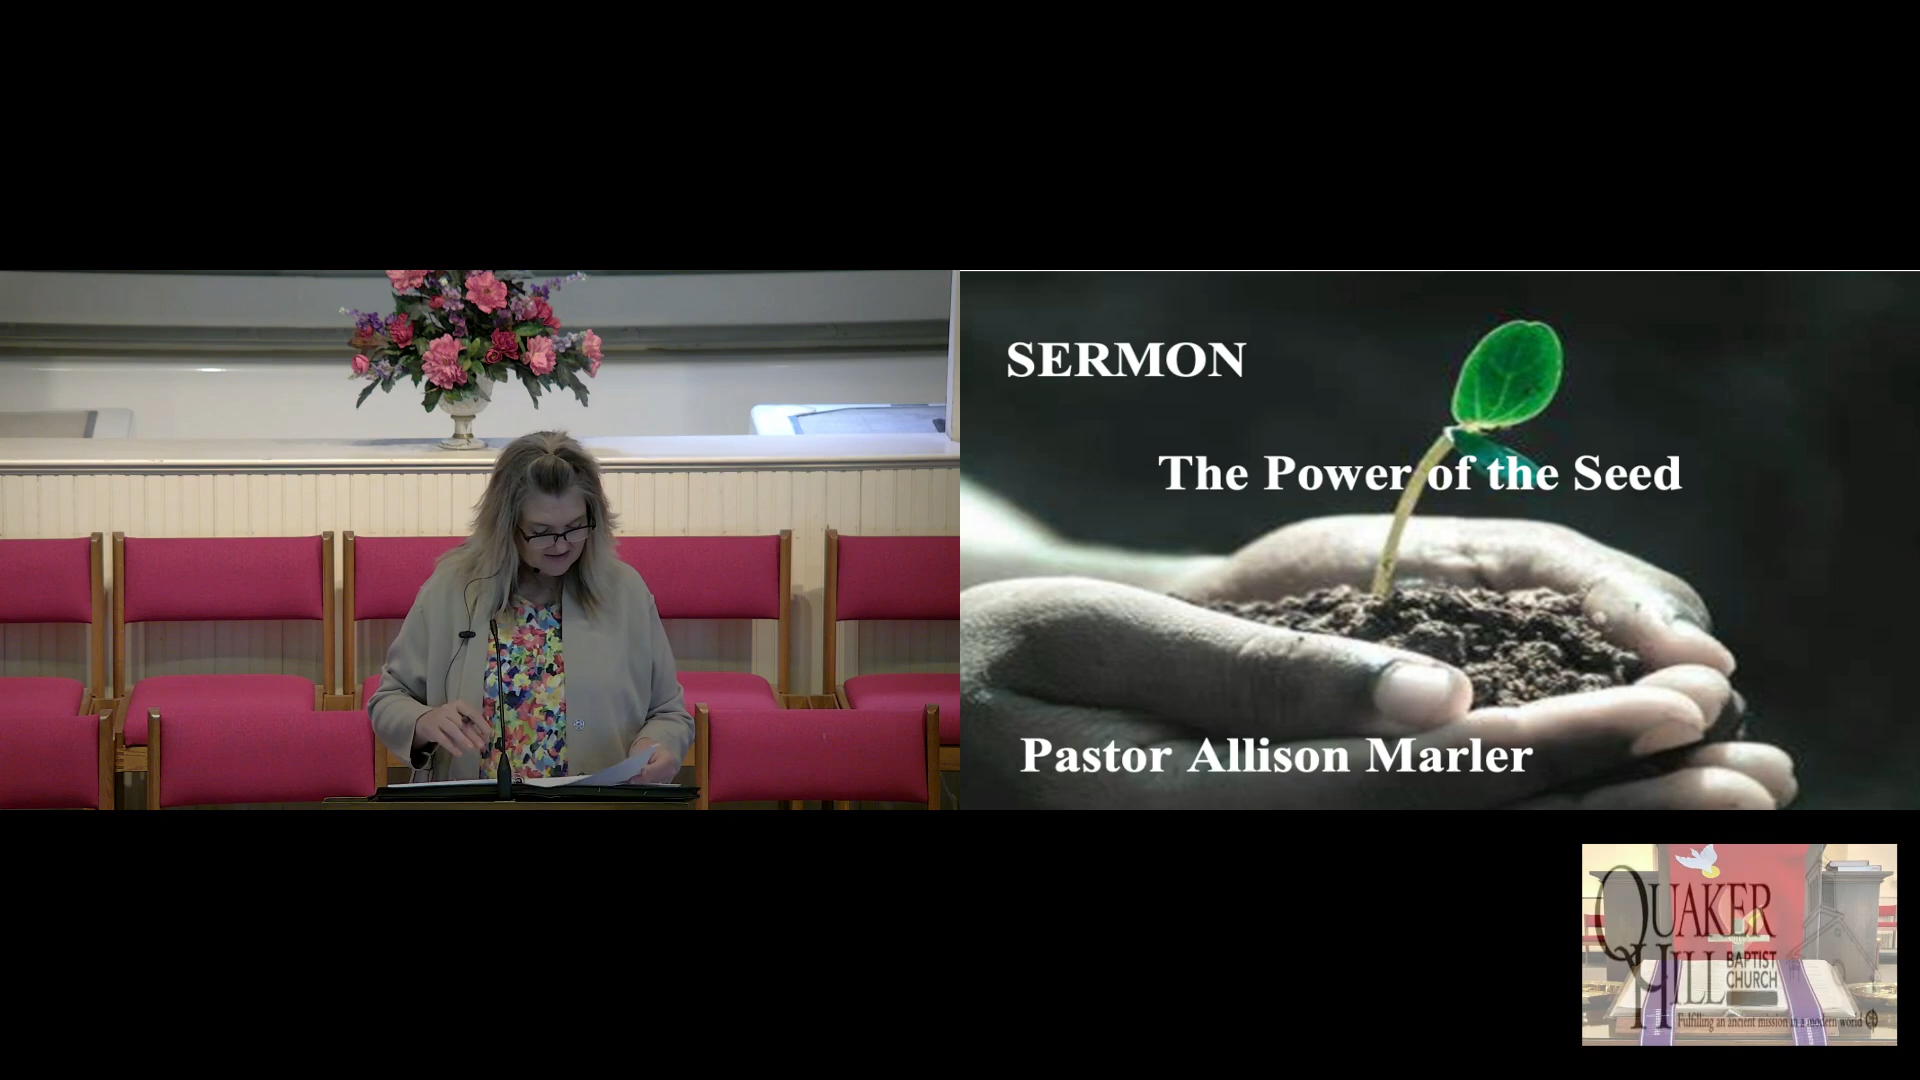 SERMON
The Power of the Seed
Pastor Allison Marler
QUAKER
HILL
BAPTIST
CHURCH
Fulfilling an ancient mission in a modern world